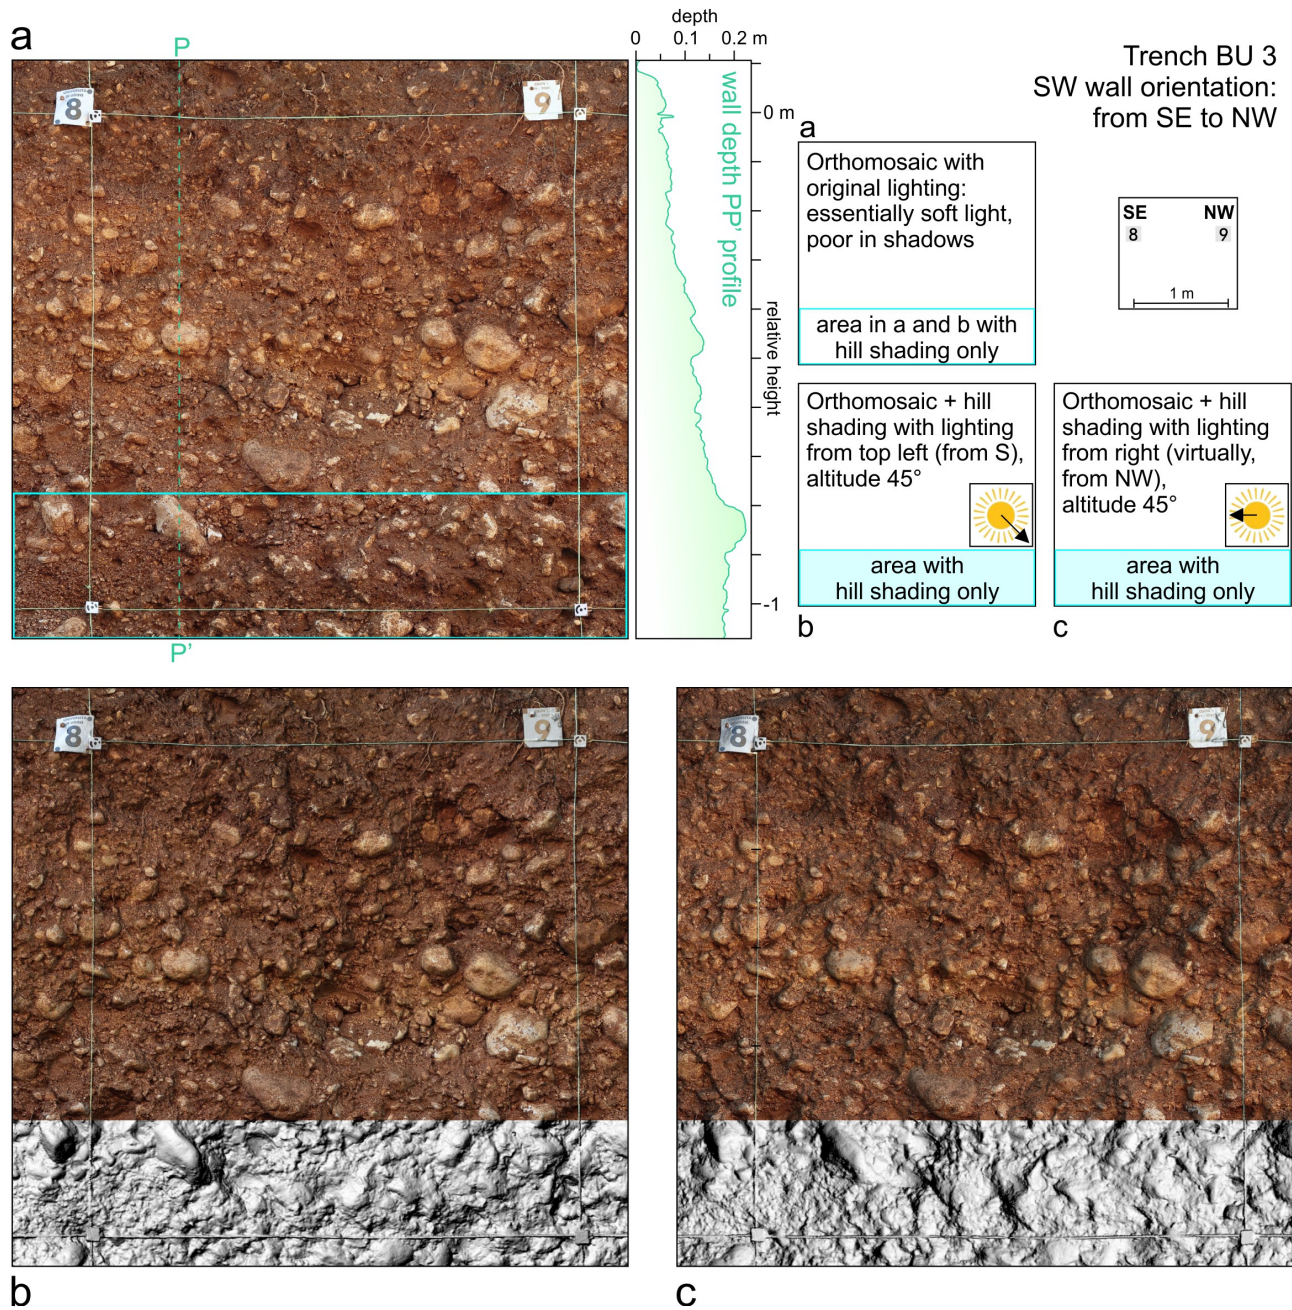 a
P
8
9
P’
depth
0 0.1 0.2 m
wall depth PP’ profile
0 m
relative height
-1
Trench BU 3
SW wall orientation:
from SE to NW
a
Orthomosaic with
original lighting:
essentially soft light,
poor in shadows
area in a and b with
hill shading only
SE NW
8 9
1 m
Orthomosaic + hill
shading with lighting
from top left (from S),
altitude 45°
area with
hill shading only
b
Orthomosaic + hill
shading with lighting
from right (virtually,
from NW),
altitude 45°
area with
hill shading only
c
8
9
b
8
9
c